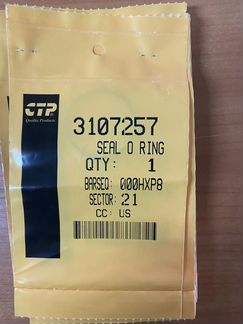 CTP
Quality Products
3107257
SEAL O RING
QTY: 1
BARSEQ: 000HXP8
SECTOR: 21
CC: US